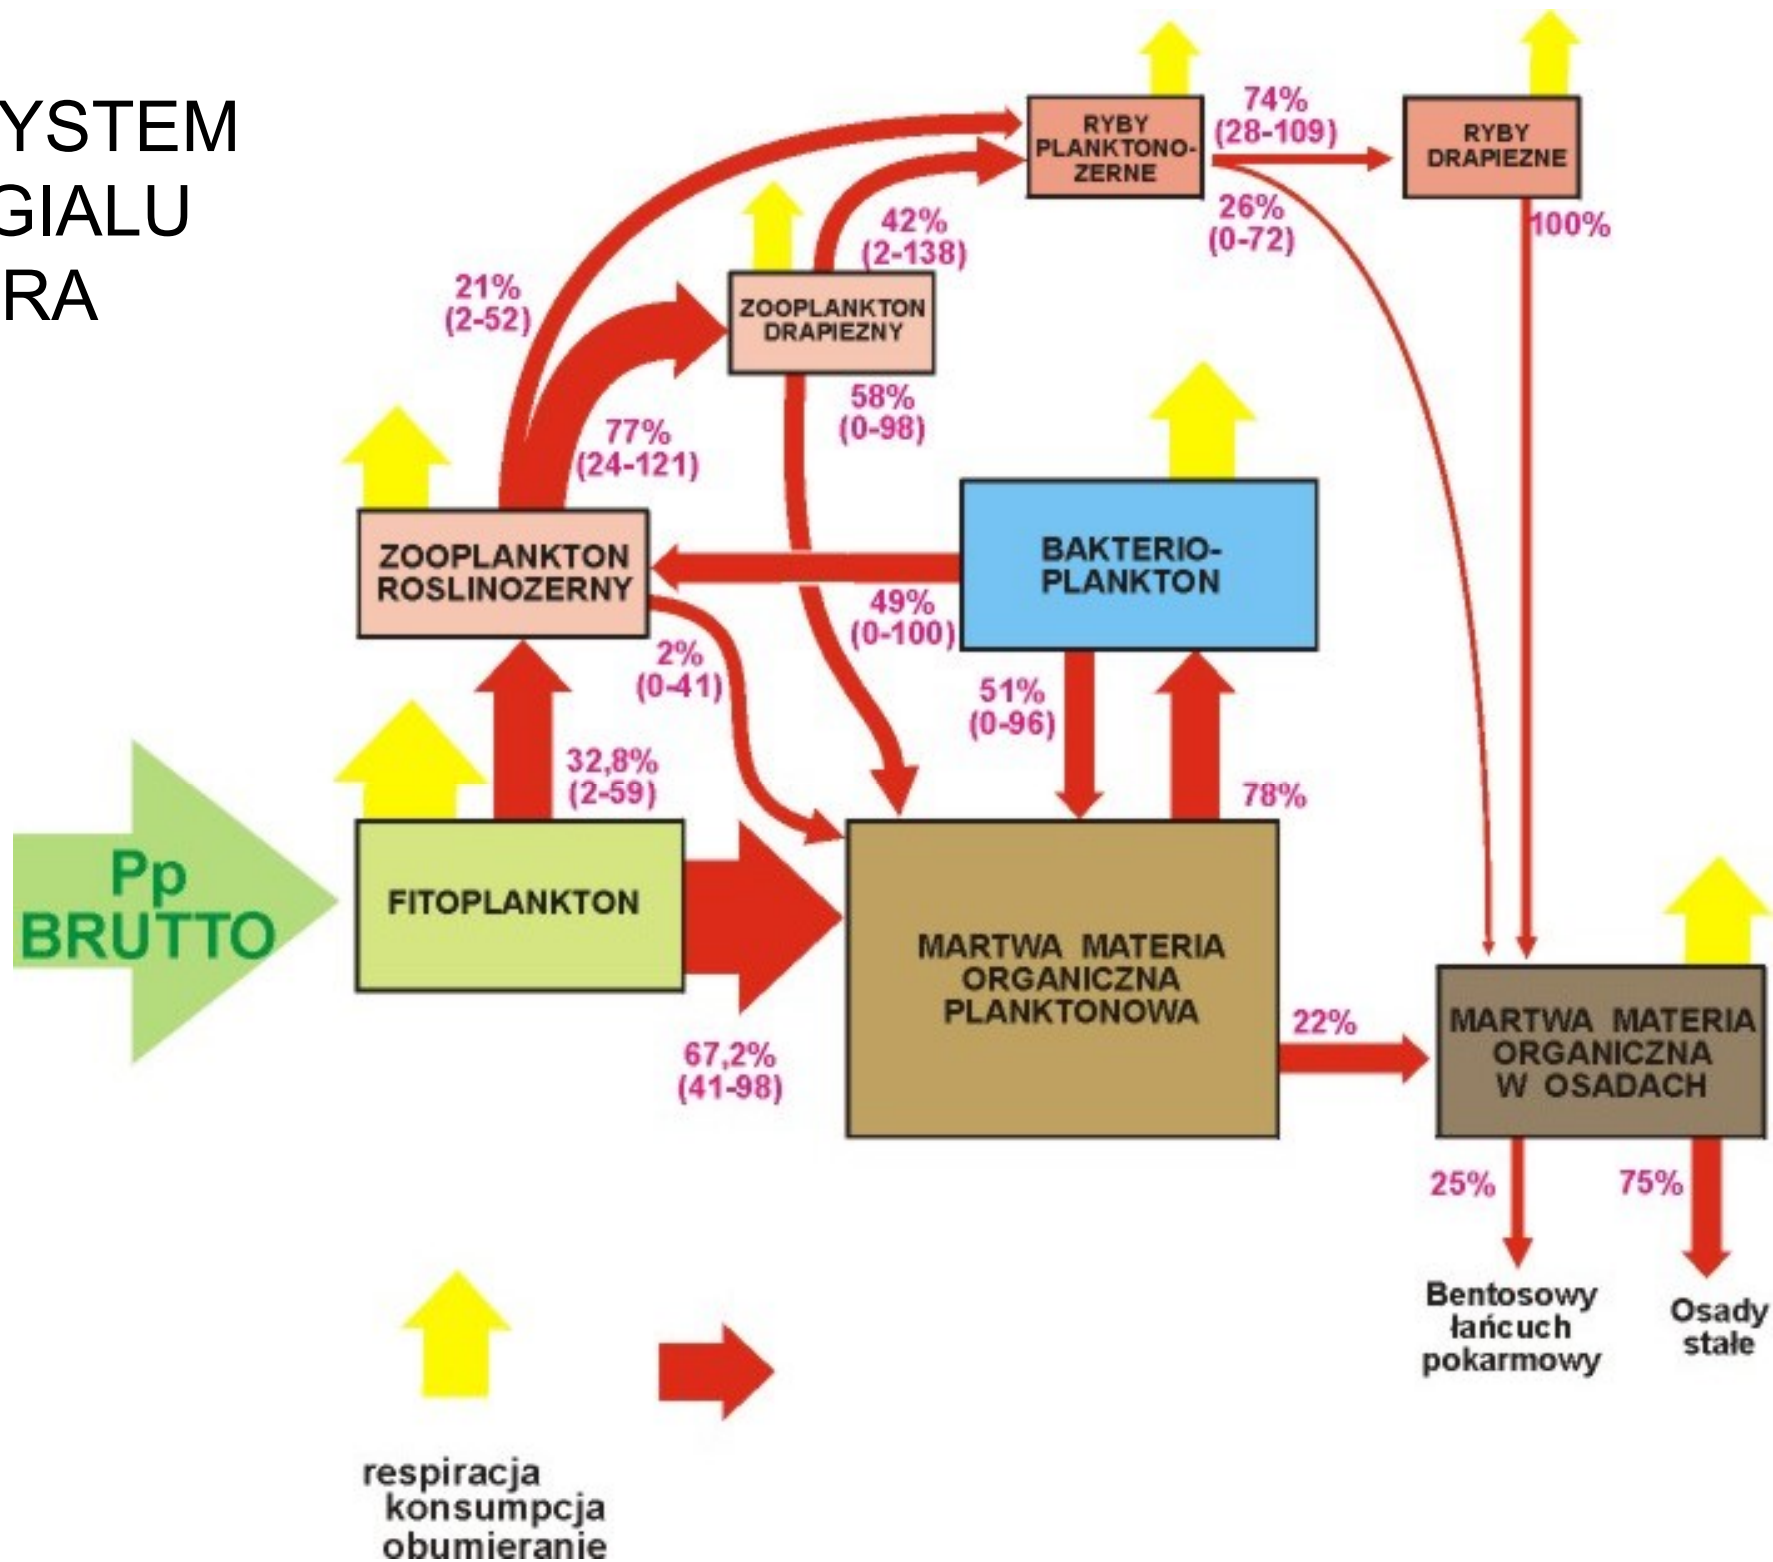 YSTEM
GIALU
RA
RYBY
PLANKTONO-
ZERNE
74%
(28-109)
RYBY
DRAPIEZNE
26%
(0-72)
100%
42%
(2-138)
21%
(2-52)
ZOOPLANKTON
DRAPIEZNY
58%
(0-98)
77%
(24-121)
ZOOPLANKTON
ROSLINOZERNY
BAKTERIO-
PLANKTON
49%
(0-100)
2%
(0-41)
51%
(0-96)
32,8%
(2-59)
78%
Pp
BRUTTO
FITOPLANKTON
MARTWA MATERIA
ORGANICZNA
PLANKTONOWA
67,2%
(41-98)
22%
MARTWA MATERIA
ORGANICZNA
W OSADACH
25%
75%
Bentosowy
łańcuch
pokarmowy
Osady
stałe
respiracja
konsumpcja
obumieranie